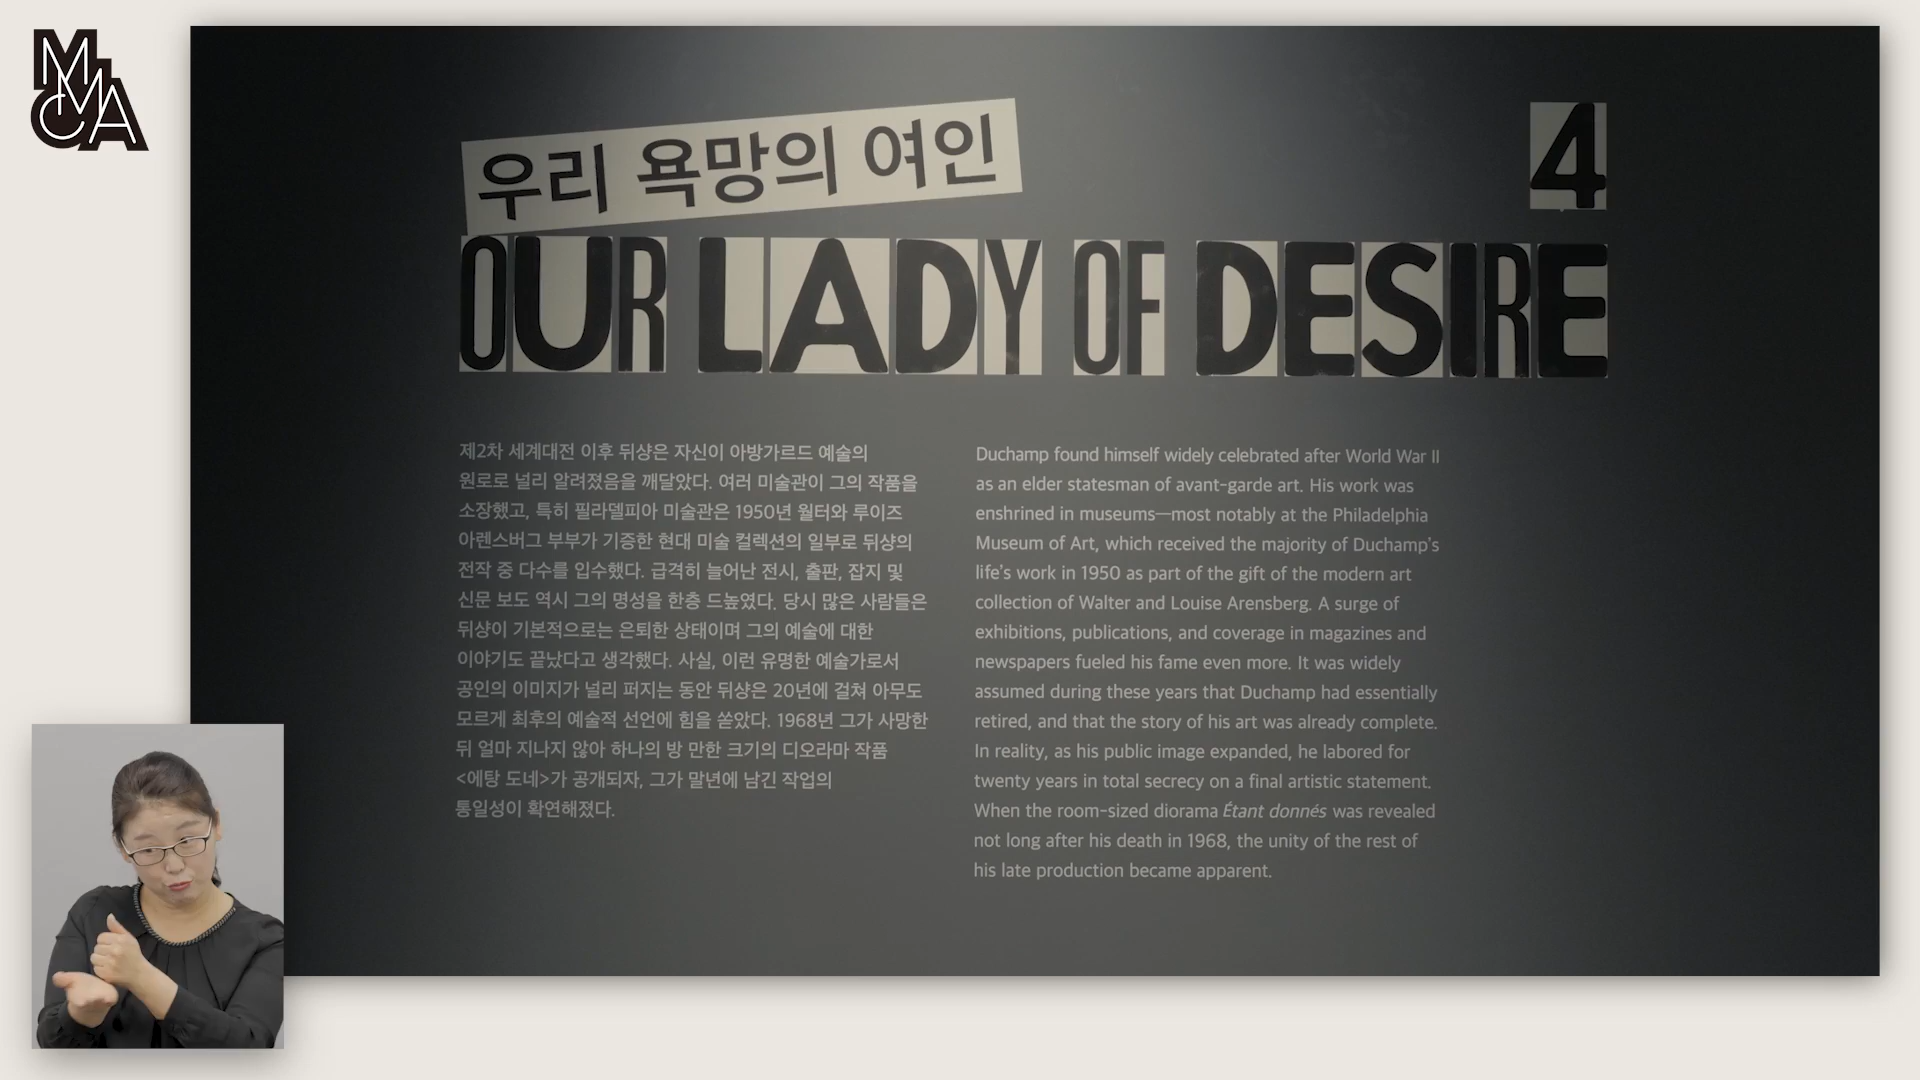 MMCA
우리 욕망의 여인
4
OUR LADY OF DESIRE
제2차 세계대전 이후 뒤샹은 자신이 아방가르드 예술의
원로로 널리 알려졌음을 깨달았다. 여러 미술관이 그의 작품을
소장했고, 특히 필라델피아 미술관은 1950년 월터와 루이즈
아렌스버그 부부가 기증한 현대 미술 컬렉션의 일부로 뒤샹의
전작 중 다수를 입수했다. 급격히 늘어난 전시, 출판, 잡지 및
신문 보도 역시 그의 명성을 한층 드높였다. 당시 많은 사람들은
뒤샹이 기본적으로는 은퇴한 상태이며 그의 예술에 대한
이야기도 끝났다고 생각했다. 사실, 이런 유명한 예술가로서
공인의 이미지가 널리 퍼지는 동안 뒤샹은 20년에 걸쳐 아무도
모르게 최후의 예술적 선언에 힘을 쏟았다. 1968년 그가 사망한
뒤 얼마 지나지 않아 하나의 방 만한 크기의 디오라마 작품
<에탕 도네>가 공개되자, 그가 말년에 남긴 작업의
통일성이 확연해졌다.
Duchamp found himself widely celebrated after World War II
as an elder statesman of avant-garde art. His work was
enshrined in museums—most notably at the Philadelphia
Museum of Art, which received the majority of Duchamp's
life's work in 1950 as part of the gift of the modern art
collection of Walter and Louise Arensberg. A surge of
exhibitions, publications, and coverage in magazines and
newspapers fueled his fame even more. It was widely
assumed during these years that Duchamp had essentially
retired, and that the story of his art was already complete.
In reality, as his public image expanded, he labored for
twenty years in total secrecy on a final artistic statement.
When the room-sized diorama Étant donnés was revealed
not long after his death in 1968, the unity of the rest of
his late production became apparent.